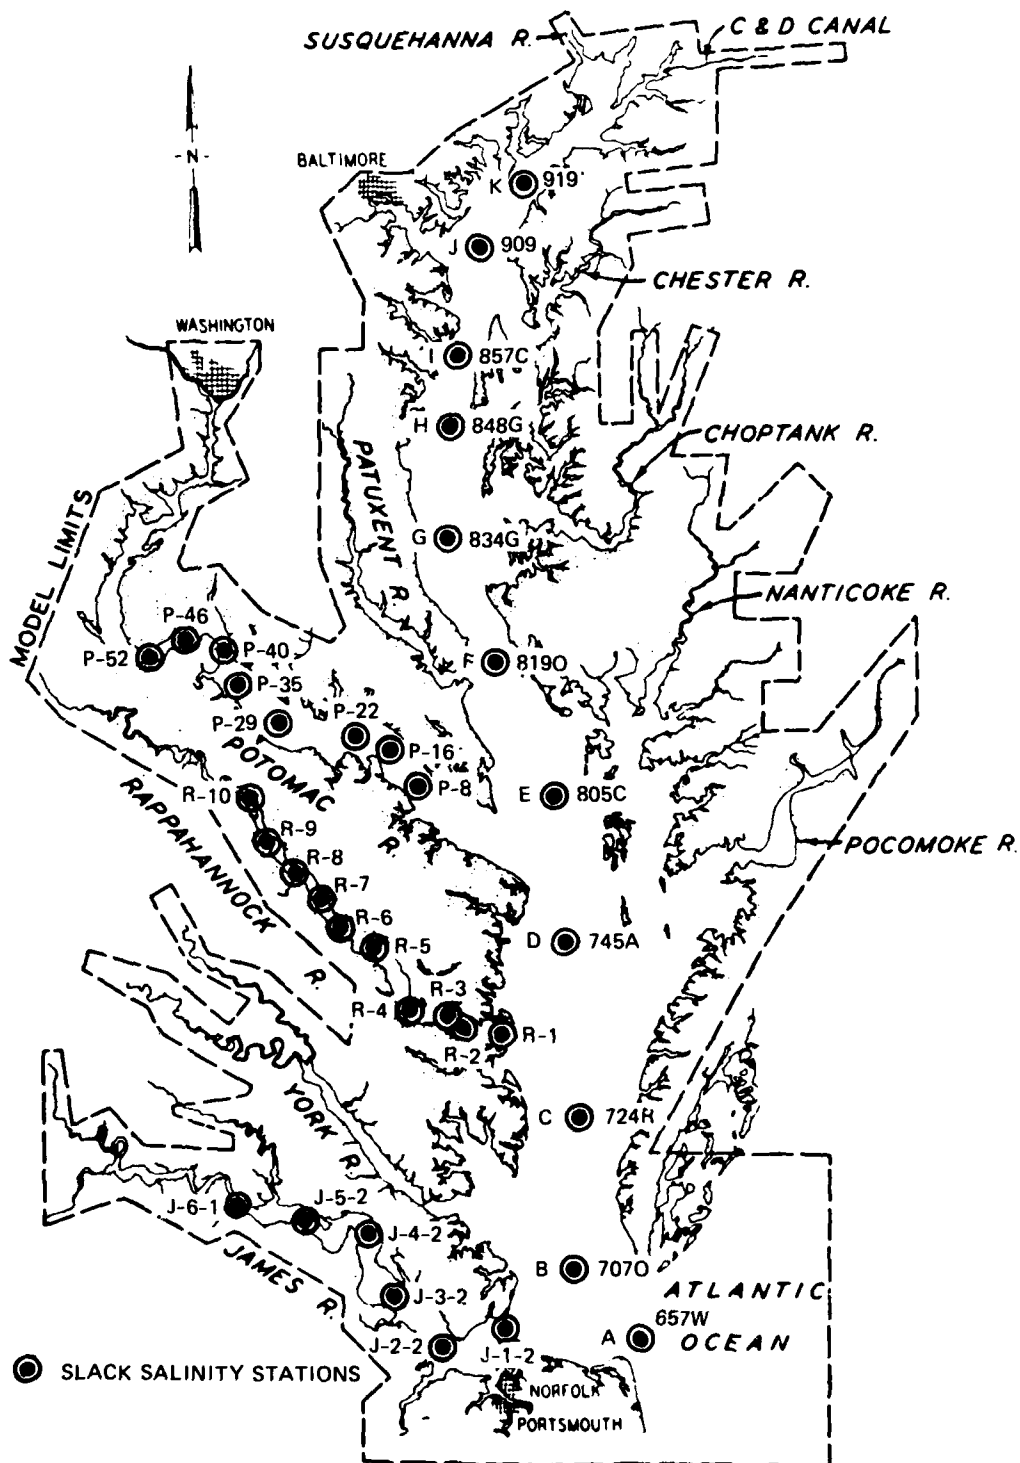 SUSQUEHANNA R.
C & D CANAL
-N-
BALTIMORE
K 919
J 909
CHESTER R.
WASHINGTON
I 857C
H 848G
CHOPTANK R.
PATUXENT R.
G 834G
MODEL LIMITS
NANTICOKE R.
P-46
P-52
P-40
F 819O
P-35
P-29
P-22
P-16
POTOMAC R.
P-8
E 805C
R-10
RAPPAHANNOCK R.
R-9
POCOMOKE R.
R-8
R-7
R-6
R-5
D 745A
R-3
R-4
R-2
R-1
YORK R.
C 724R
J-6-1
J-5-2
J-4-2
JAMES R.
B 707O
J-3-2
ATLANTIC
OCEAN
657W
A
J-2-2
J-1-2
SLACK SALINITY STATIONS
NORFOLK
PORTSMOUTH